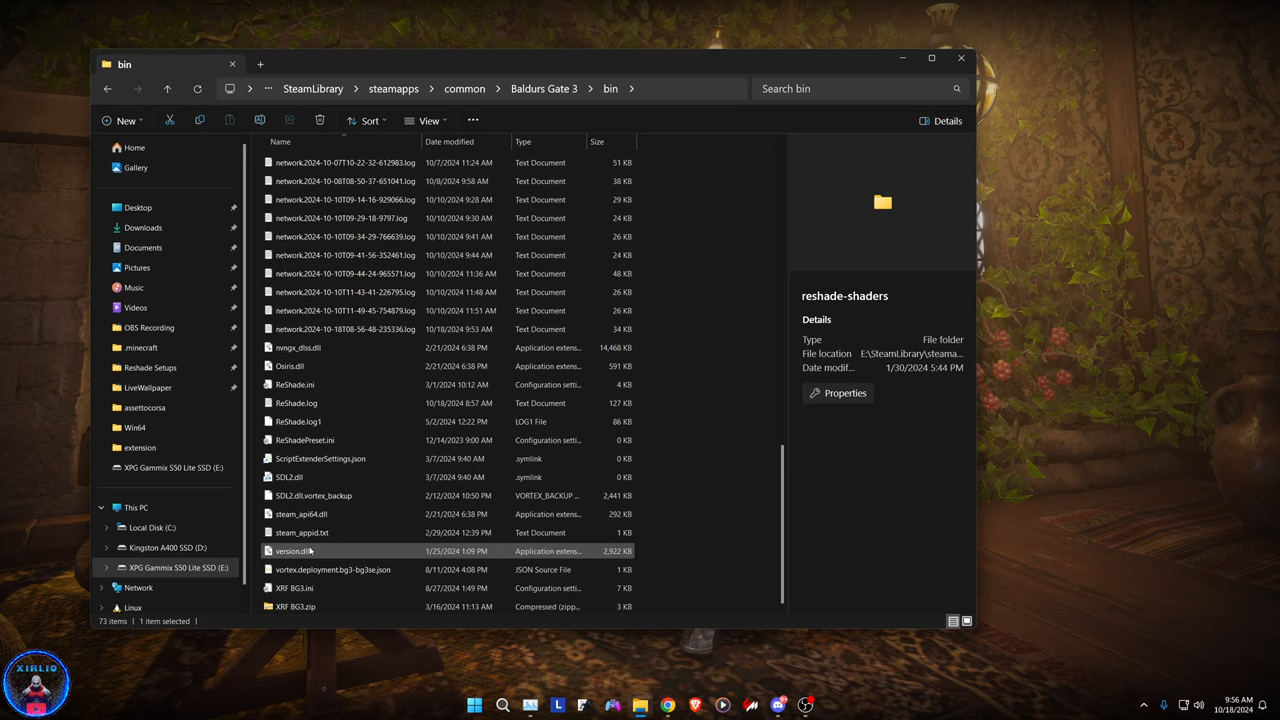 bin
SteamLibrary steamapps common Baldurs Gate 3 bin Search bin
New Sort View Details
Name Date modified Type Size
Home
Gallery
Desktop
Downloads
Documents
Pictures
Music
Videos
OBS Recording
.minecraft
Reshade Setups
LiveWallpaper
assettocorsa
Win64
extension
XPG Gammix S50 Lite SSD (E:)
This PC
Local Disk (C:)
Kingston A400 SSD (D:)
XPG Gammix S50 Lite SSD (E:)
Network
Linux
network.2024-10-07T10-22-32-612983.log 10/7/2024 11:24 AM Text Document 51 KB
network.2024-10-08T08-50-37-651041.log 10/8/2024 9:58 AM Text Document 38 KB
network.2024-10-10T09-14-16-929066.log 10/10/2024 9:28 AM Text Document 29 KB
network.2024-10-10T09-29-18-9797.log 10/10/2024 9:30 AM Text Document 24 KB
network.2024-10-10T09-34-29-766639.log 10/10/2024 9:41 AM Text Document 26 KB
network.2024-10-10T09-41-56-352461.log 10/10/2024 9:44 AM Text Document 24 KB
network.2024-10-10T09-44-24-965571.log 10/10/2024 11:36 AM Text Document 48 KB
network.2024-10-10T11-43-41-226795.log 10/10/2024 11:48 AM Text Document 26 KB
network.2024-10-10T11-49-45-754879.log 10/10/2024 11:51 AM Text Document 26 KB
network.2024-10-18T08-56-48-235336.log 10/18/2024 9:53 AM Text Document 34 KB
nvngx_dlss.dll 2/21/2024 6:38 PM Application extens... 14,468 KB
Osiris.dll 2/21/2024 6:38 PM Application extens... 591 KB
ReShade.ini 3/1/2024 10:12 AM Configuration setti... 4 KB
ReShade.log 10/18/2024 8:57 AM Text Document 127 KB
ReShade.log1 5/2/2024 12:22 PM LOG1 File 86 KB
ReShadePreset.ini 12/14/2023 9:00 AM Configuration setti... 0 KB
ScriptExtenderSettings.json 3/7/2024 9:40 AM .symlink 0 KB
SDL2.dll 3/7/2024 9:40 AM .symlink 0 KB
SDL2.dll.vortex_backup 2/12/2024 10:50 PM VORTEX_BACKUP ... 2,441 KB
steam_api64.dll 2/21/2024 6:38 PM Application extens... 292 KB
steam_appid.txt 2/29/2024 12:39 PM Text Document 1 KB
version.dll 1/25/2024 1:09 PM Application extens... 2,922 KB
vortex.deployment.bg3-bg3se.json 8/11/2024 4:08 PM JSON Source File 1 KB
XRF BG3.ini 8/27/2024 1:49 PM Configuration setti... 7 KB
XRF BG3.zip 3/16/2024 11:13 AM Compressed (zipp... 3 KB
reshade-shaders
Details
Type File folder
File location E:\SteamLibrary\steama...
Date modif... 1/30/2024 5:44 PM
Properties
73 items 1 item selected
XIRLIO
9:56 AM
10/18/2024